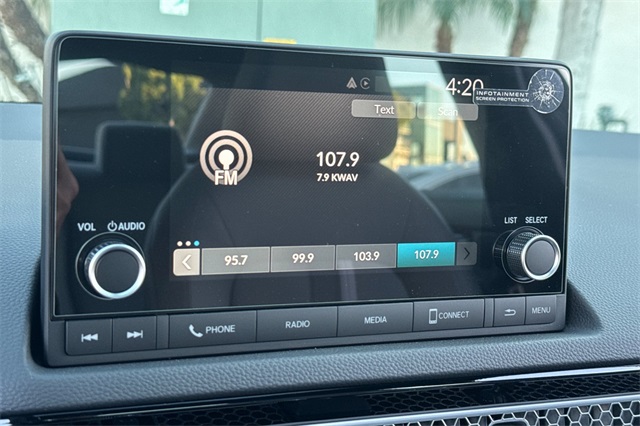 4:20
INFOTAINMENT
SCREEN PROTECTION
Text
Scan
FM
107.9
7.9 KWAV
VOL
AUDIO
LIST
SELECT
95.7
99.9
103.9
107.9
PHONE
RADIO
MEDIA
CONNECT
MENU